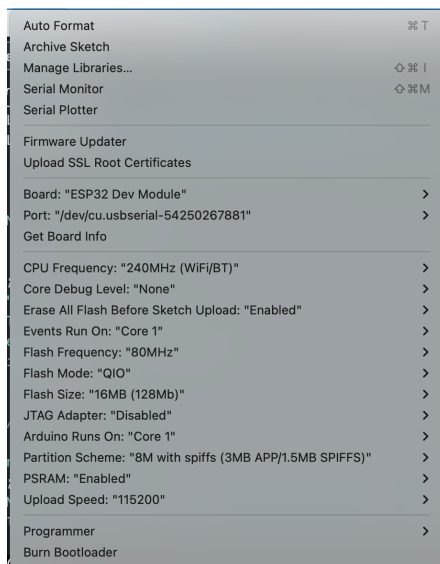 Auto Format ⌘ T
Archive Sketch
Manage Libraries... ⇧ ⌘ I
Serial Monitor ⇧ ⌘ M
Serial Plotter
Firmware Updater
Upload SSL Root Certificates
Board: "ESP32 Dev Module"
Port: "/dev/cu.usbserial-54250267881"
Get Board Info
CPU Frequency: "240MHz (WiFi/BT)"
Core Debug Level: "None"
Erase All Flash Before Sketch Upload: "Enabled"
Events Run On: "Core 1"
Flash Frequency: "80MHz"
Flash Mode: "QIO"
Flash Size: "16MB (128Mb)"
JTAG Adapter: "Disabled"
Arduino Runs On: "Core 1"
Partition Scheme: "8M with spiffs (3MB APP/1.5MB SPIFFS)"
PSRAM: "Enabled"
Upload Speed: "115200"
Programmer
Burn Bootloader